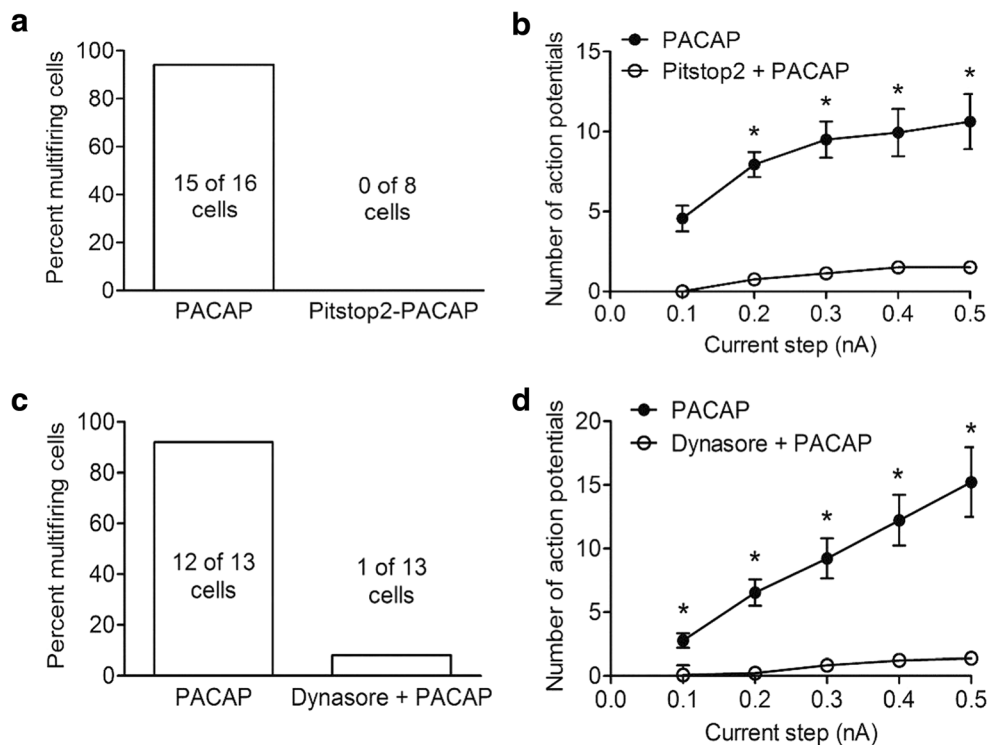 a
100
80
60
40
20
0
Percent multifiring cells
15 of 16
cells
0 of 8
cells
PACAP
Pitstop2-PACAP
b
PACAP
Pitstop2 + PACAP
15
10
5
0
Number of action potentials
* * * *
0.0 0.1 0.2 0.3 0.4 0.5
Current step (nA)
c
100
80
60
40
20
0
Percent multifiring cells
12 of 13
cells
1 of 13
cells
PACAP
Dynasore + PACAP
d
PACAP
Dynasore + PACAP
20
15
10
5
0
Number of action potentials
* * * * *
0.0 0.1 0.2 0.3 0.4 0.5
Current step (nA)